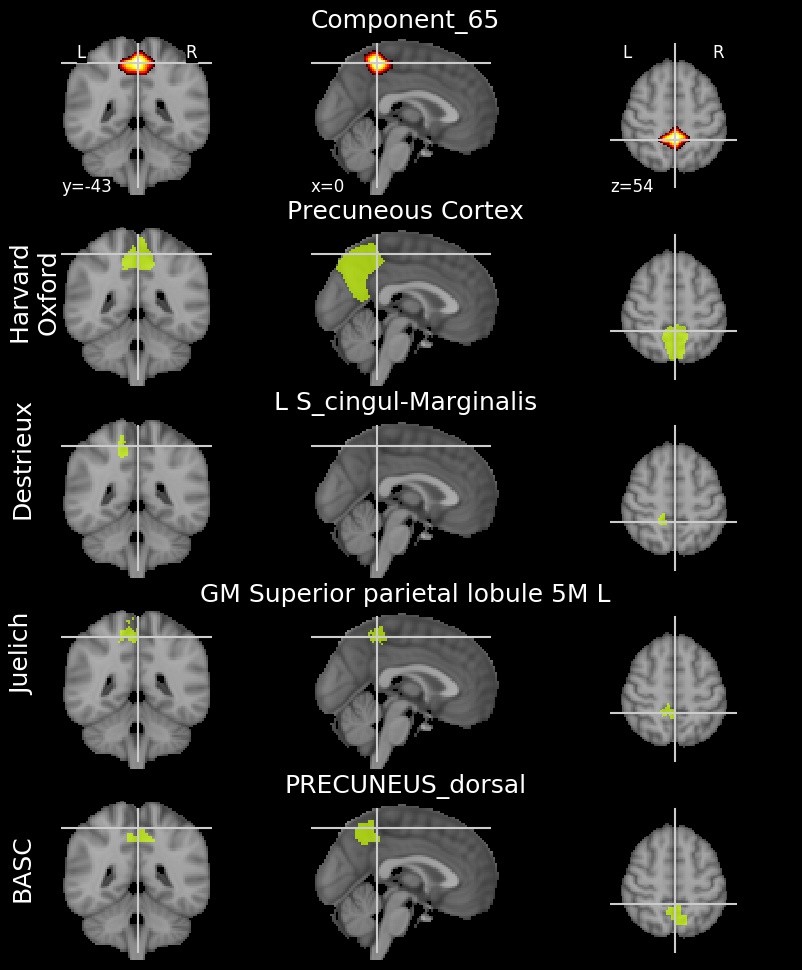 Component_65
L R
L R
y=-43 x=0 z=54
Precuneous Cortex
Harvard
Oxford
L S_cingul-Marginalis
Destrieux
GM Superior parietal lobule 5M L
Juelich
PRECUNEUS_dorsal
BASC